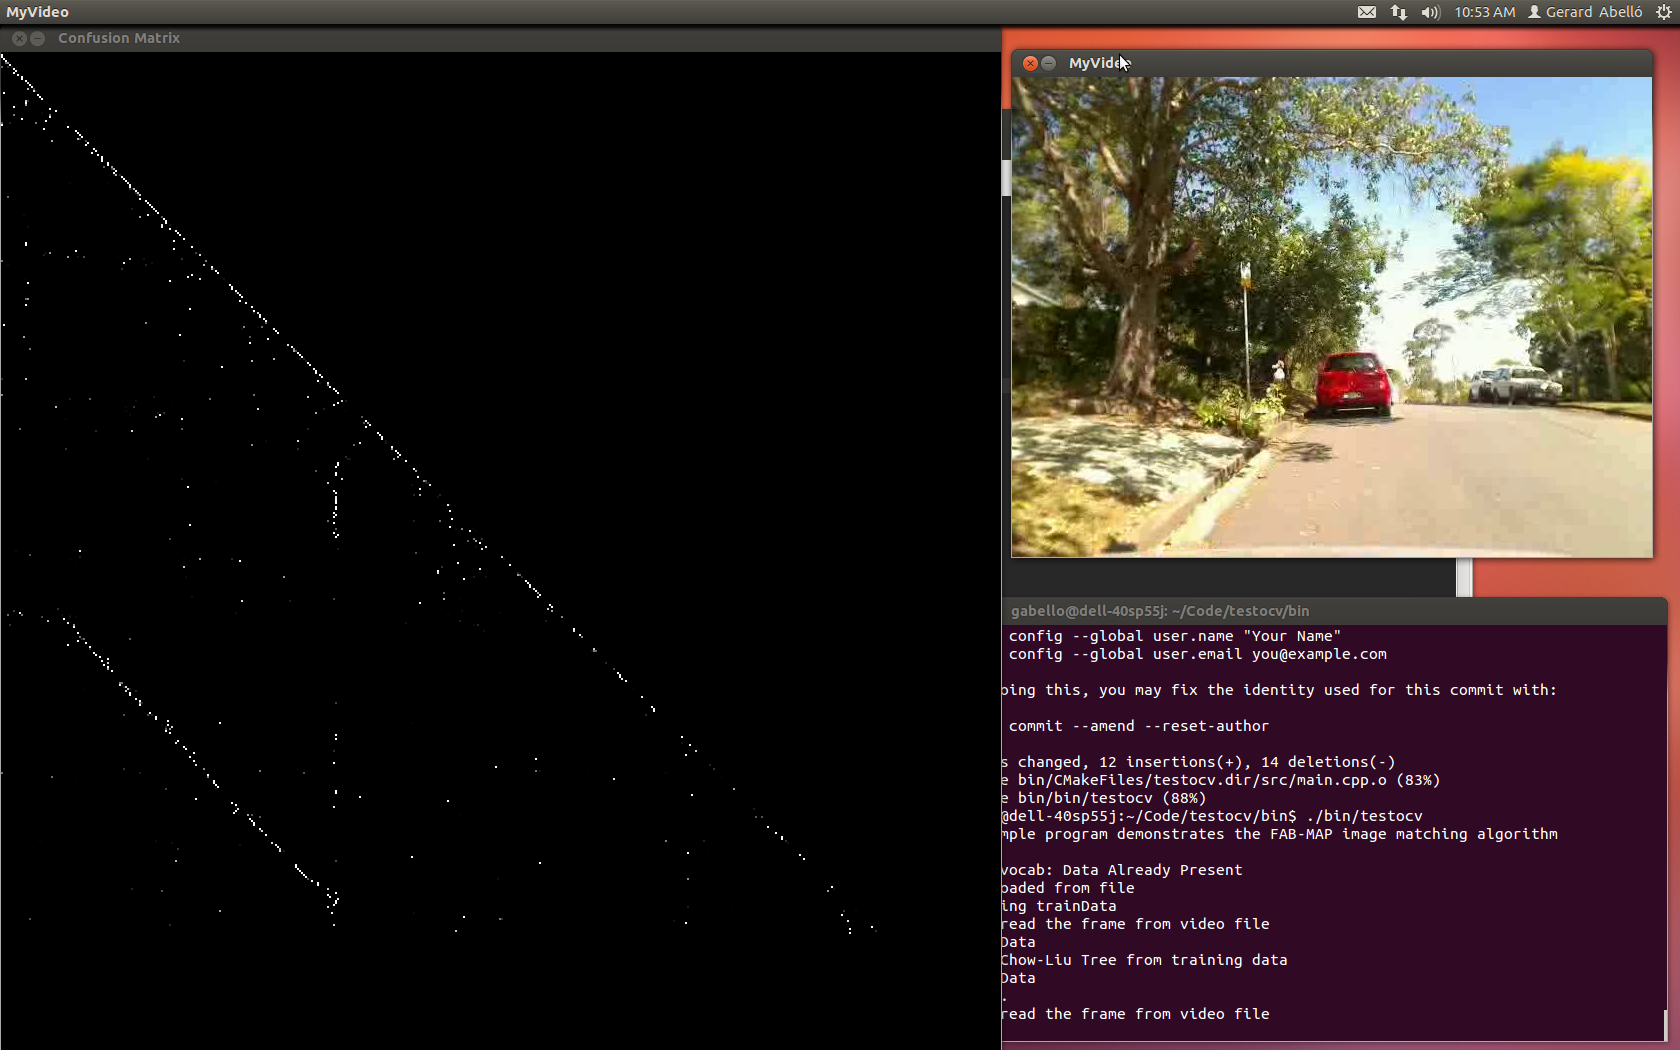 MyVideo
10:53 AM
Gerard Abelló
Confusion Matrix
MyVideo
gabello@dell-40sp55j: ~/Code/testocv/bin
config --global user.name "Your Name"
config --global user.email you@example.com
ping this, you may fix the identity used for this commit with:
commit --amend --reset-author
s changed, 12 insertions(+), 14 deletions(-)
e bin/CMakeFiles/testocv.dir/src/main.cpp.o (83%)
e bin/bin/testocv (88%)
@dell-40sp55j:~/Code/testocv/bin$ ./bin/testocv
mple program demonstrates the FAB-MAP image matching algorithm
vocab: Data Already Present
oaded from file
ing trainData
read the frame from video file
Data
Chow-Liu Tree from training data
Data
.
read the frame from video file